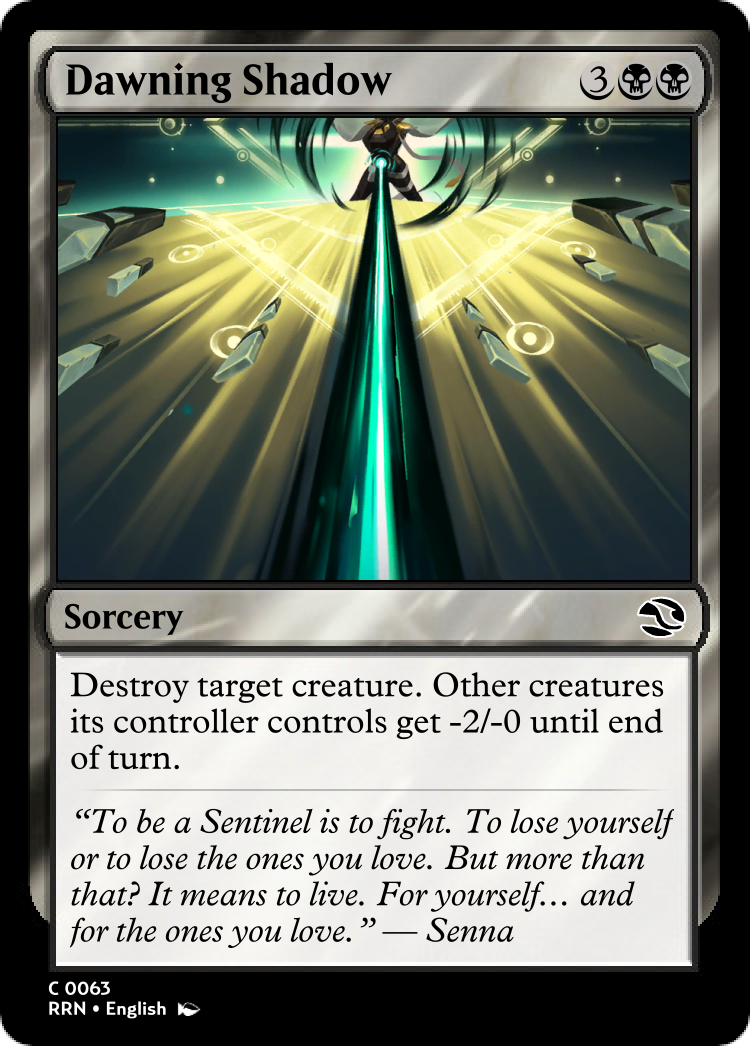 Dawning Shadow 3
Sorcery
Destroy target creature. Other creatures
its controller controls get -2/-0 until end
of turn.
“To be a Sentinel is to fight. To lose yourself
or to lose the ones you love. But more than
that? It means to live. For yourself… and
for the ones you love.” — Senna
C 0063
RRN • English